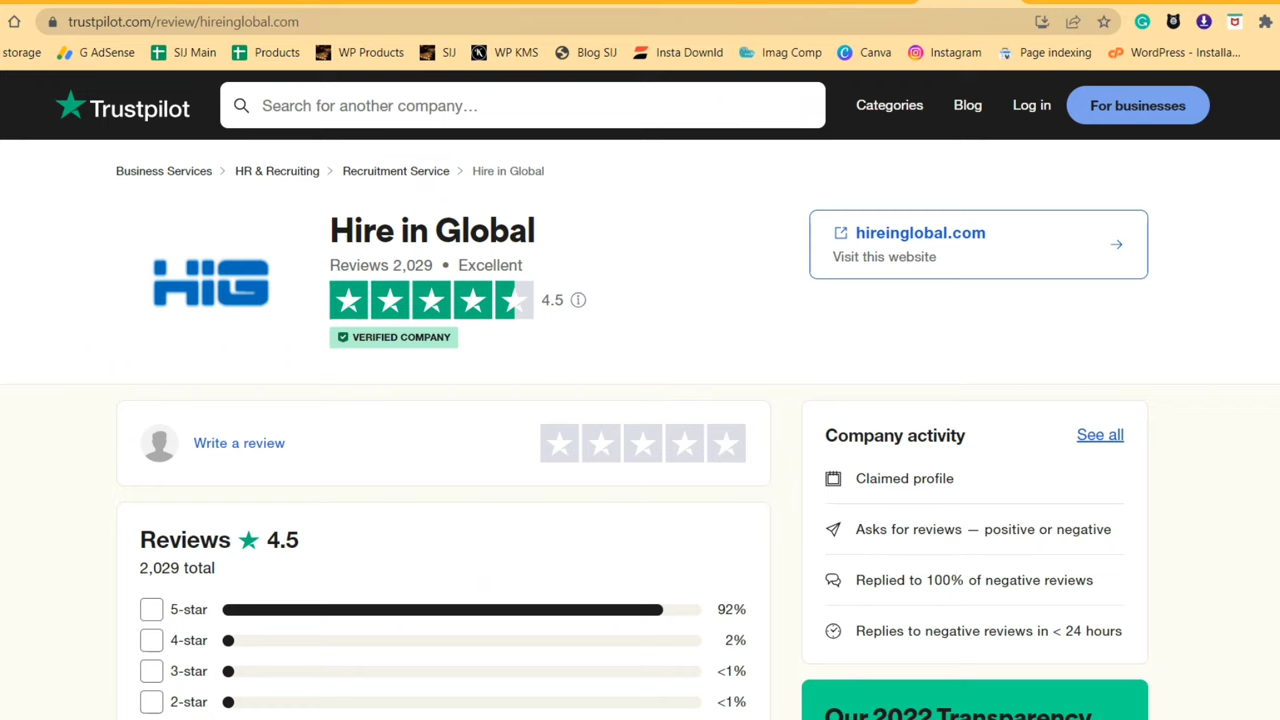 trustpilot.com/review/hireinglobal.com
storage G AdSense SIJ Main Products WP Products SIJ WP KMS Blog SIJ Insta Downld Imag Comp Canva Instagram Page indexing WordPress - Installa...
Trustpilot Search for another company... Categories Blog Log in For businesses
Business Services > HR & Recruiting > Recruitment Service > Hire in Global
HIG
Hire in Global
Reviews 2,029 • Excellent
4.5
VERIFIED COMPANY
hireinglobal.com
Visit this website
Write a review
Reviews ★ 4.5
2,029 total
5-star 92%
4-star 2%
3-star <1%
2-star <1%
Company activity See all
Claimed profile
Asks for reviews — positive or negative
Replied to 100% of negative reviews
Replies to negative reviews in < 24 hours
Our 2022 Transparency